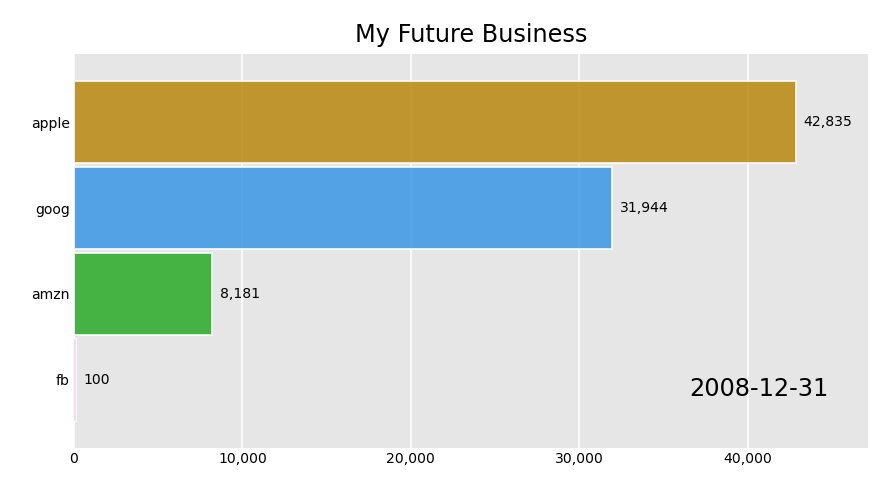 My Future Business
apple
42,835
goog
31,944
amzn
8,181
fb
100
2008-12-31
0
10,000
20,000
30,000
40,000